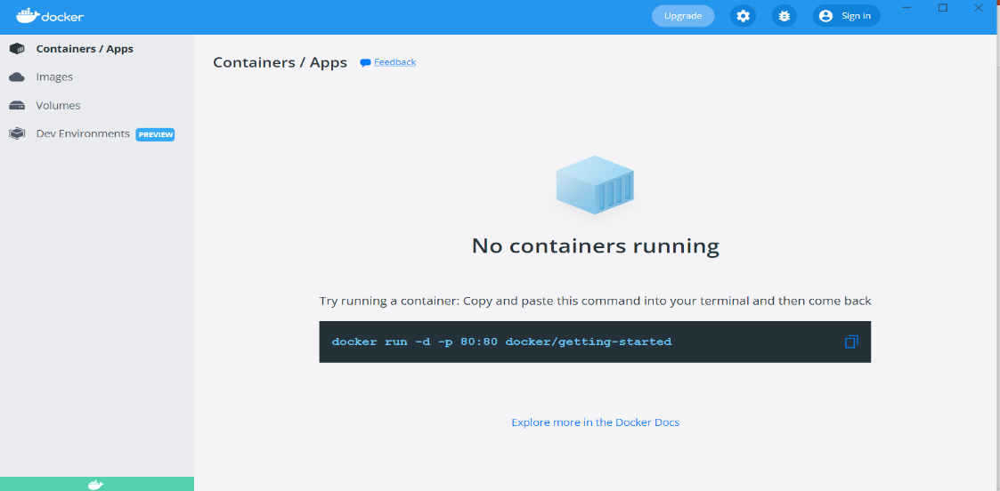 docker
Upgrade
Sign in
Containers / Apps
Images
Volumes
Dev Environments PREVIEW
Containers / Apps Feedback
No containers running
Try running a container: Copy and paste this command into your terminal and then come back
docker run -d -p 80:80 docker/getting-started
Explore more in the Docker Docs